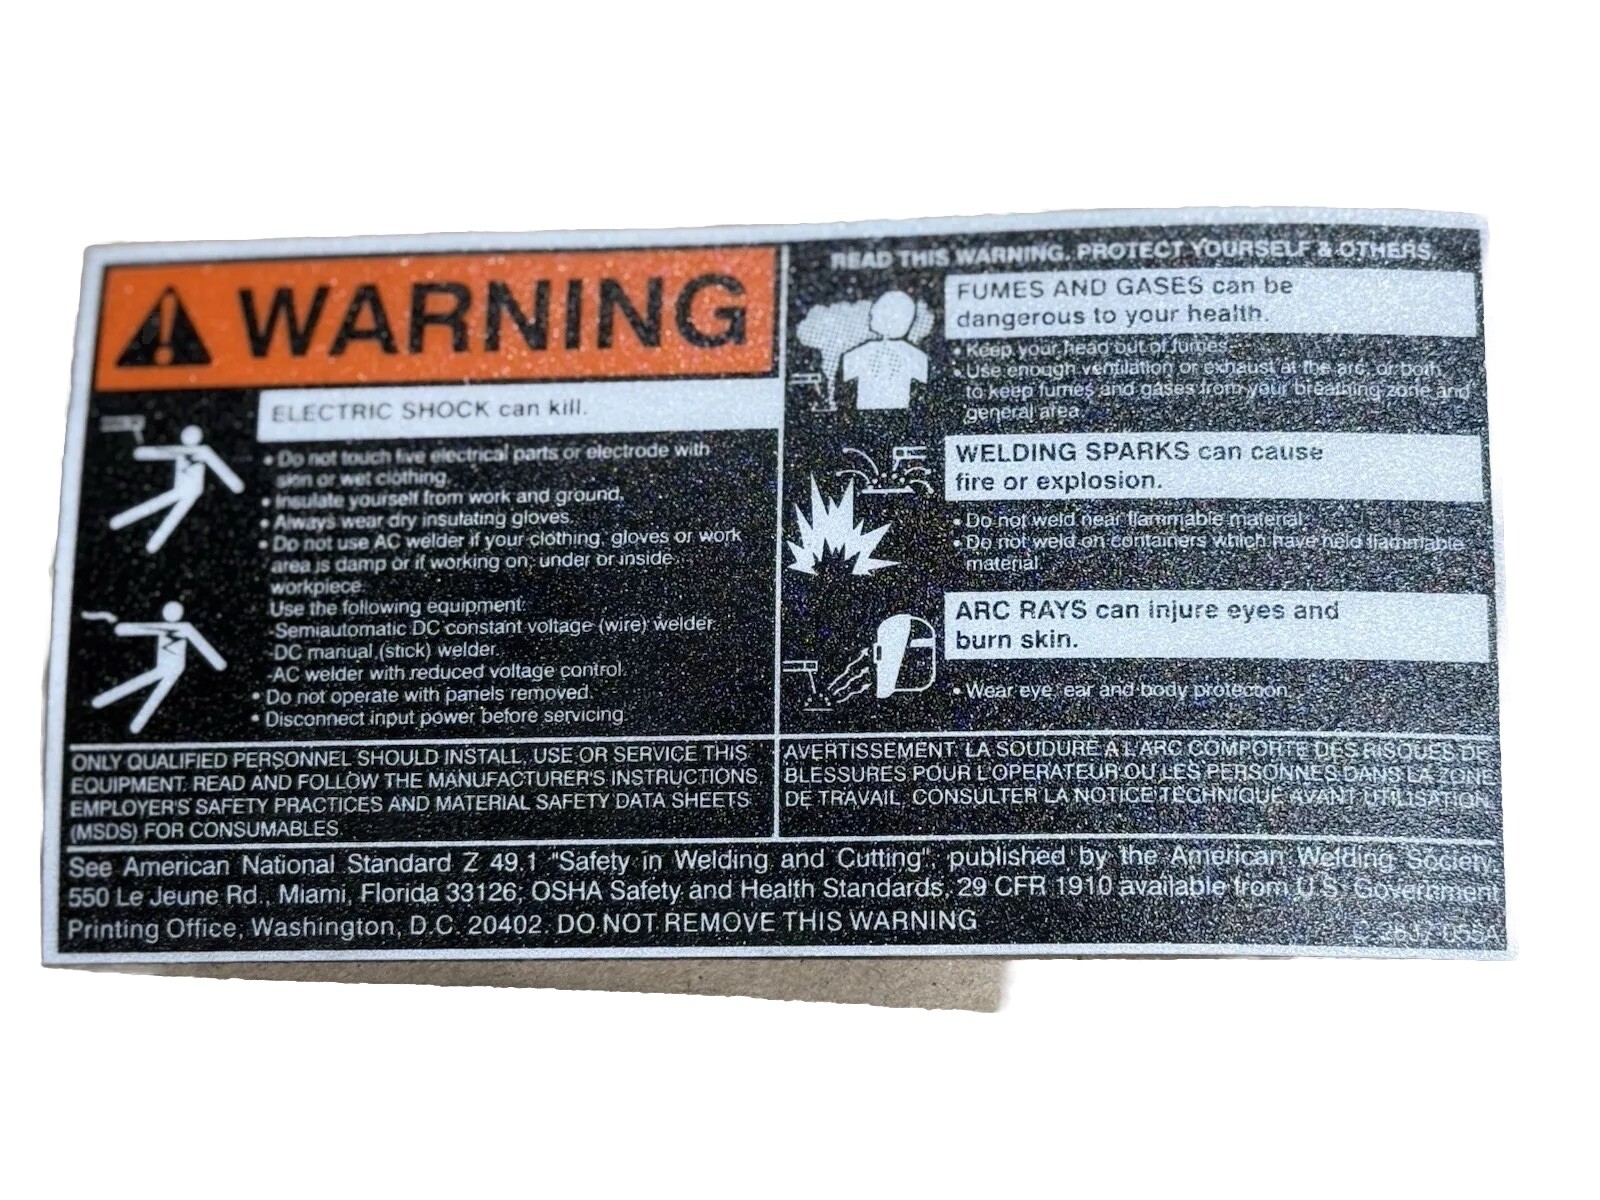 WARNING
ELECTRIC SHOCK can kill.
• Do not touch live electrical parts or electrode with
skin or wet clothing.
• Insulate yourself from work and ground.
• Always wear dry insulating gloves.
• Do not use AC welder if your clothing, gloves or work
area is damp or if working on, under or inside
workpiece.
Use the following equipment:
-Semiautomatic DC constant voltage (wire) welder.
-DC manual (stick) welder.
-AC welder with reduced voltage control.
• Do not operate with panels removed.
• Disconnect input power before servicing.
READ THIS WARNING. PROTECT YOURSELF & OTHERS.
FUMES AND GASES can be
dangerous to your health.
• Keep your head out of fumes.
• Use enough ventilation or exhaust at the arc, or both,
to keep fumes and gases from your breathing zone and
general area.
WELDING SPARKS can cause
fire or explosion.
• Do not weld near flammable material.
• Do not weld on containers which have held flammable
material.
ARC RAYS can injure eyes and
burn skin.
• Wear eye, ear and body protection.
ONLY QUALIFIED PERSONNEL SHOULD INSTALL, USE OR SERVICE THIS
EQUIPMENT. READ AND FOLLOW THE MANUFACTURER'S INSTRUCTIONS,
EMPLOYER'S SAFETY PRACTICES AND MATERIAL SAFETY DATA SHEETS
(MSDS) FOR CONSUMABLES.
AVERTISSEMENT. LA SOUDURE A L'ARC COMPORTE DES RISQUES DE
BLESSURES POUR L'OPERATEUR OU LES PERSONNES DANS LA ZONE
DE TRAVAIL. CONSULTER LA NOTICE TECHNIQUE AVANT UTILISATION.
See American National Standard Z 49.1 "Safety in Welding and Cutting", published by the American Welding Society,
550 Le Jeune Rd., Miami, Florida 33126; OSHA Safety and Health Standards, 29 CFR 1910 available from U.S. Government
Printing Office, Washington, D.C. 20402. DO NOT REMOVE THIS WARNING